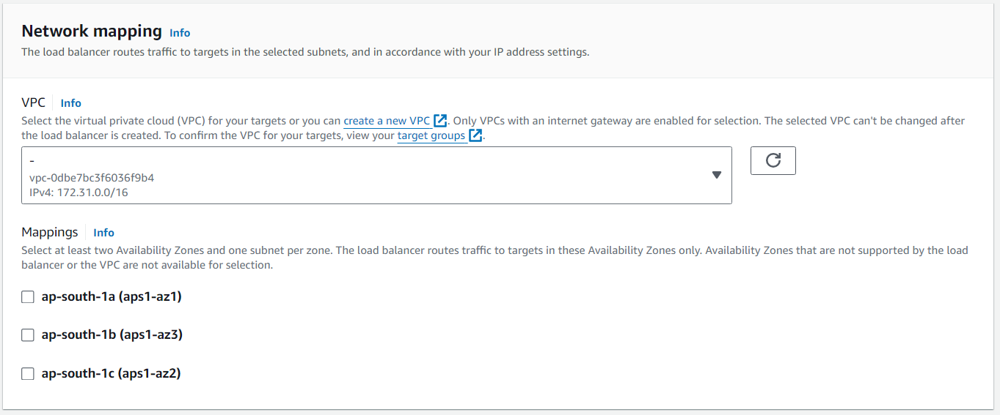 Network mapping Info
The load balancer routes traffic to targets in the selected subnets, and in accordance with your IP address settings.
VPC Info
Select the virtual private cloud (VPC) for your targets or you can create a new VPC. Only VPCs with an internet gateway are enabled for selection. The selected VPC can't be changed after
the load balancer is created. To confirm the VPC for your targets, view your target groups.
-
vpc-0dbe7bc3f6036f9b4
IPv4: 172.31.0.0/16
Mappings Info
Select at least two Availability Zones and one subnet per zone. The load balancer routes traffic to targets in these Availability Zones only. Availability Zones that are not supported by the load
balancer or the VPC are not available for selection.
ap-south-1a (aps1-az1)
ap-south-1b (aps1-az3)
ap-south-1c (aps1-az2)